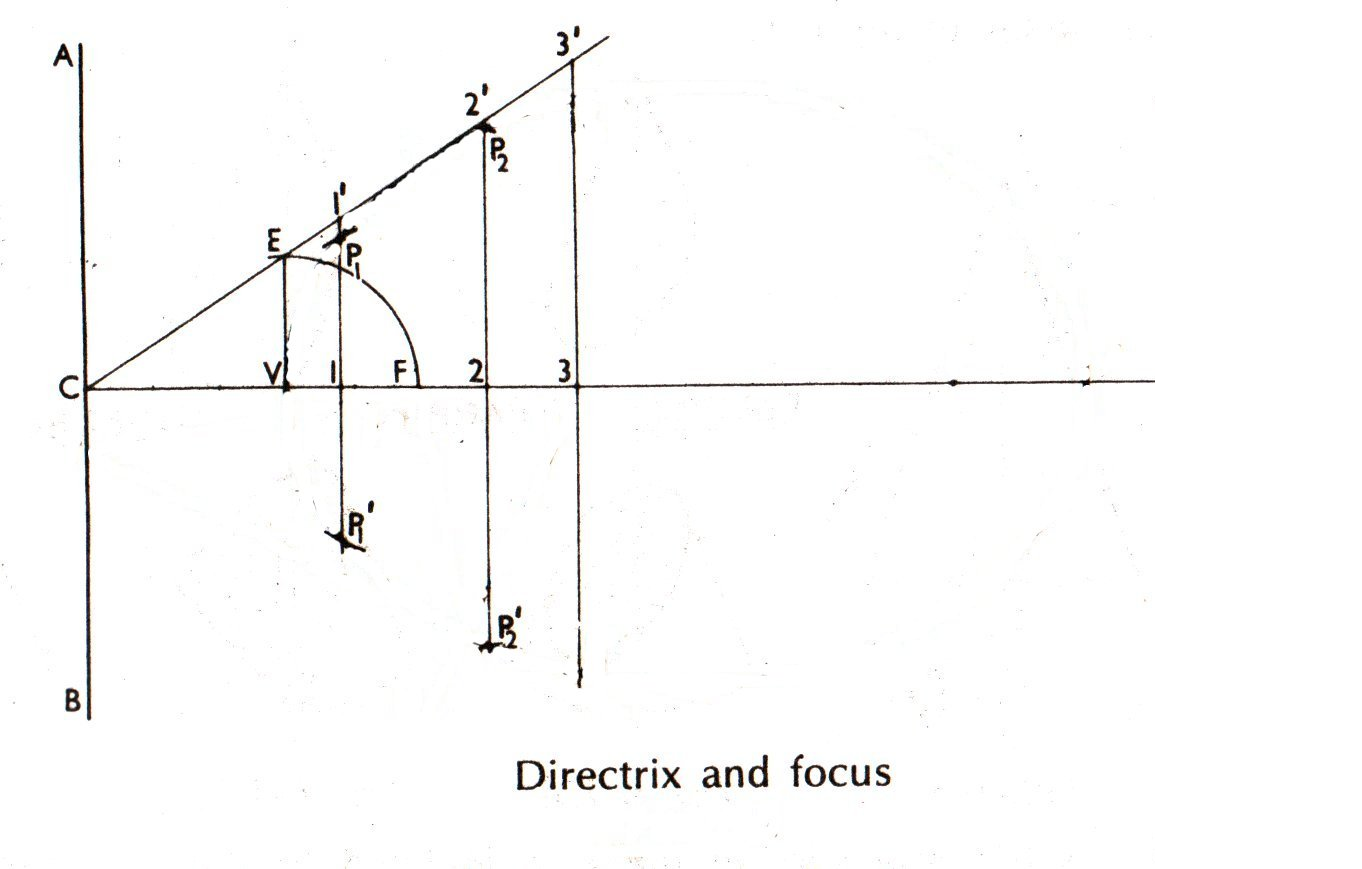 A
3'
2'
P2
1'
E
P1
C
V
1
F
2
3
P1'
P2'
B
Directrix and focus